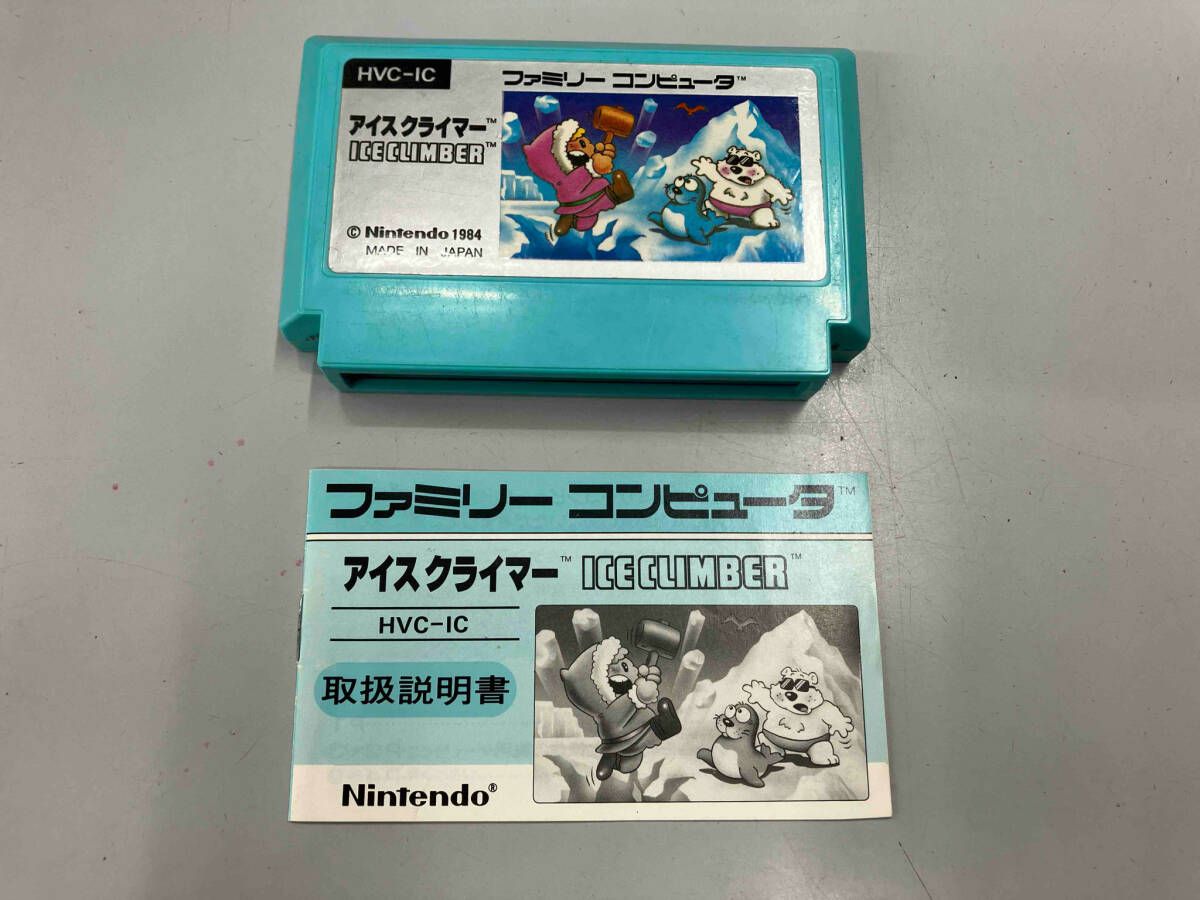 HVC-IC
ファミリー コンピュータ™
アイスクライマー™
ICE CLIMBER™
© Nintendo 1984
MADE IN JAPAN
ファミリー コンピュータ™
アイスクライマー™ ICE CLIMBER™
HVC-IC
取扱説明書
Nintendo®